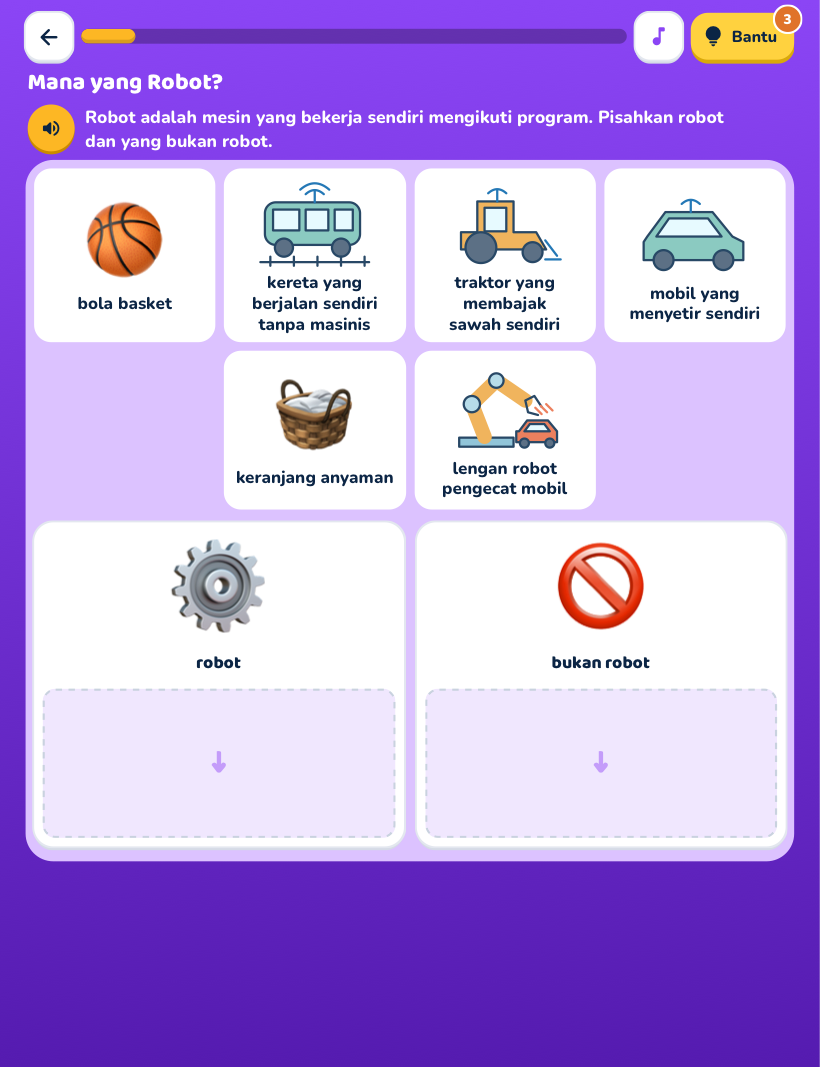 3
Bantu
Mana yang Robot?
Robot adalah mesin yang bekerja sendiri mengikuti program. Pisahkan robot
dan yang bukan robot.
bola basket
kereta yang
berjalan sendiri
tanpa masinis
traktor yang
membajak
sawah sendiri
mobil yang
menyetir sendiri
keranjang anyaman
lengan robot
pengecat mobil
robot
bukan robot